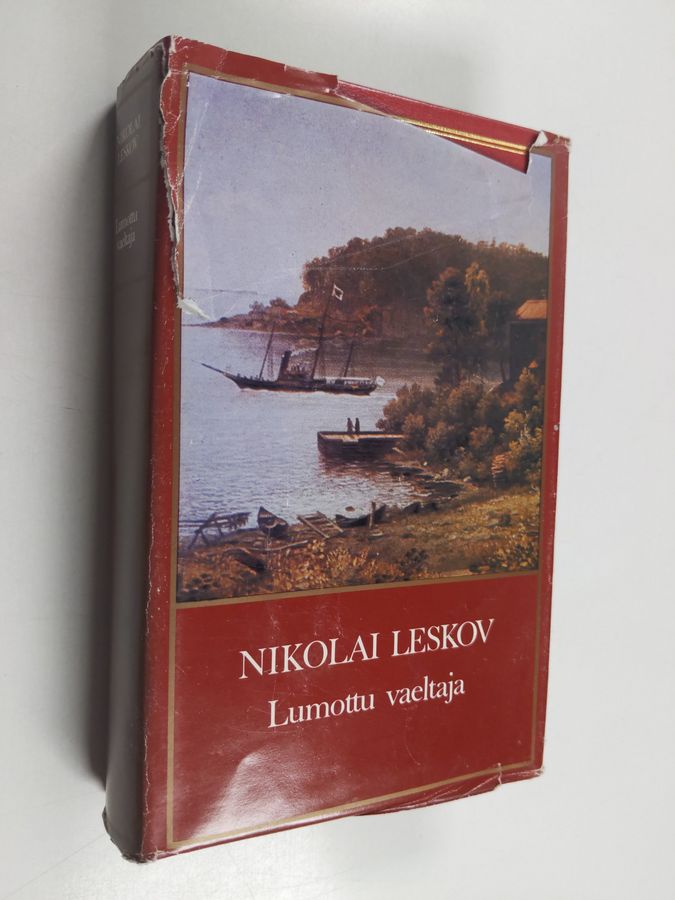 NIKOLAI
LESKOV
Lumottu
vaeltaja
NIKOLAI LESKOV
Lumottu vaeltaja